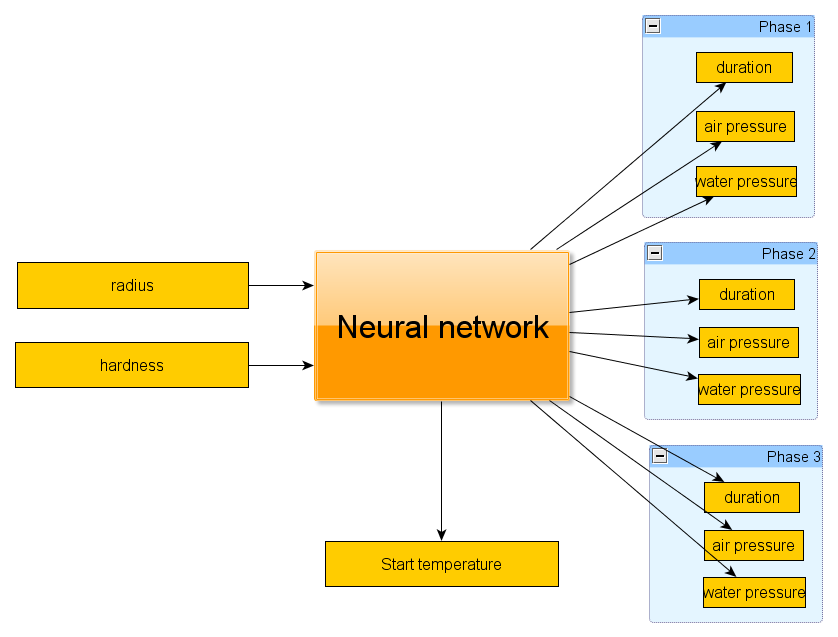 Phase 1
duration
air pressure
water pressure
radius
hardness
Neural network
Phase 2
duration
air pressure
water pressure
Phase 3
duration
air pressure
water pressure
Start temperature